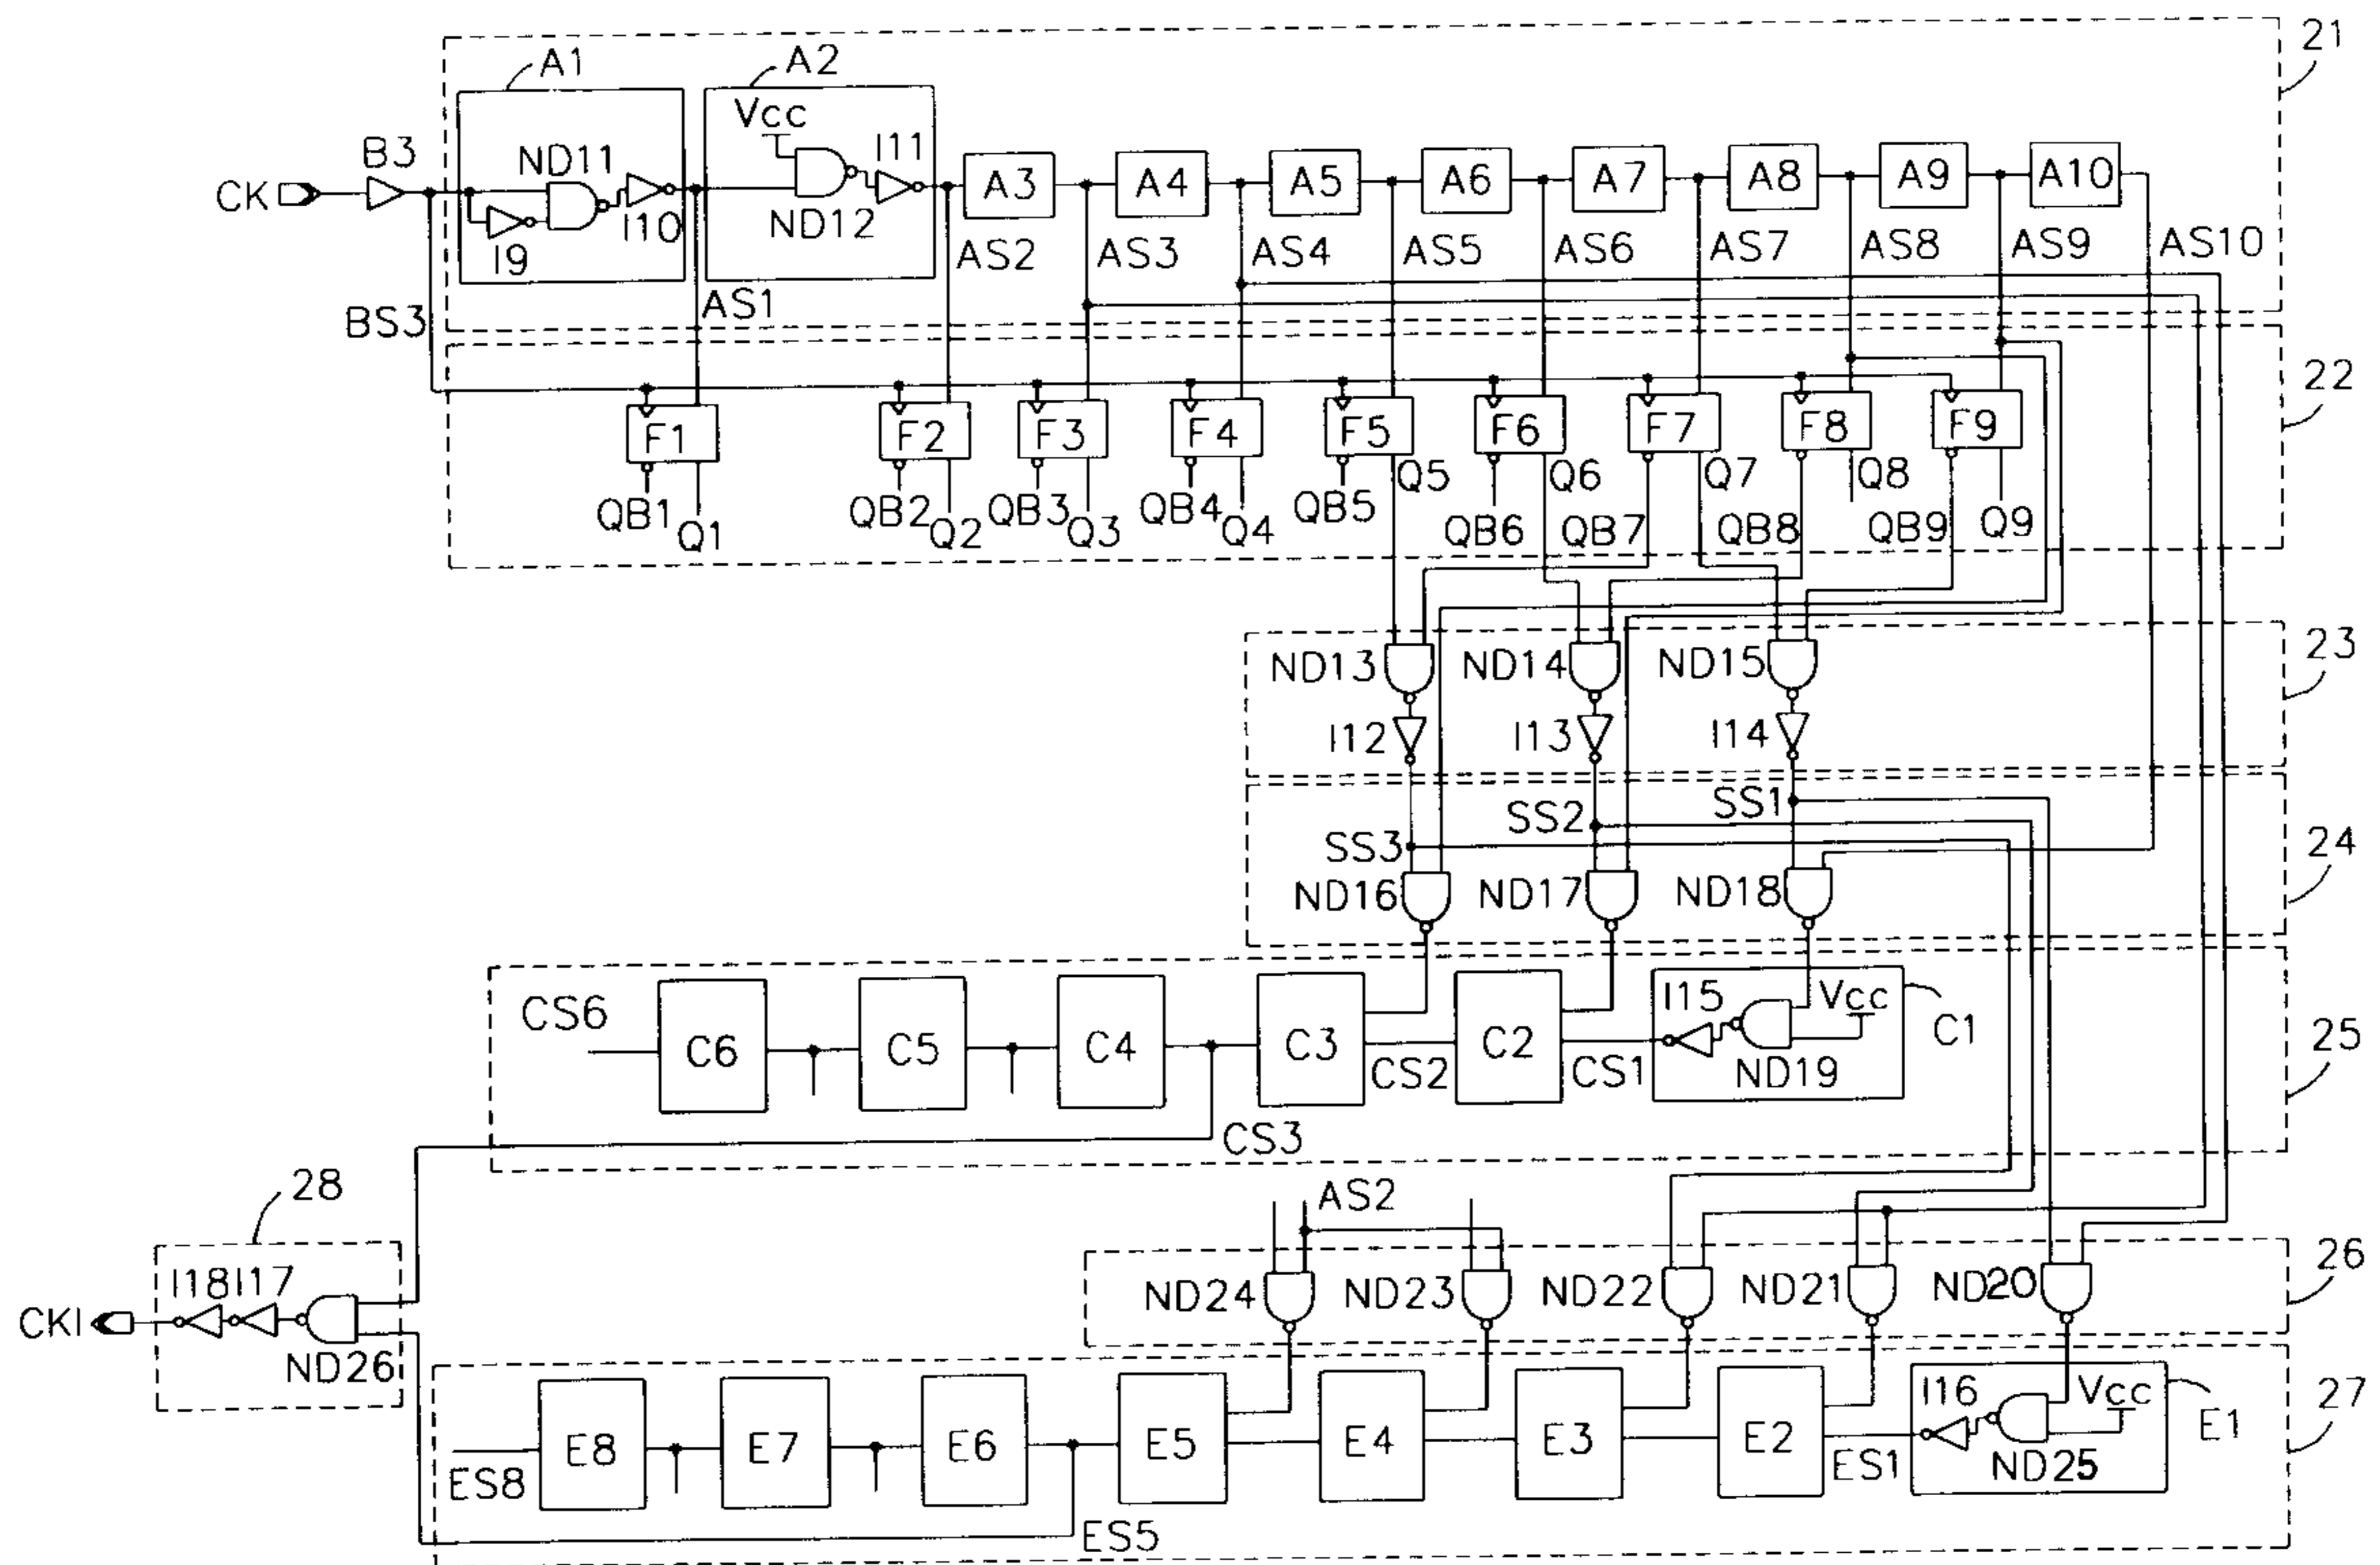 21
A1
A2
Vcc
B3
ND11
I11
CK
A3
A4
A5
A6
A7
A8
A9
A10
I10
ND12
I9
AS2
AS3
AS4
AS5
AS6
AS7
AS8
AS9
AS10
BS3
AS1
22
F1
F2
F3
F4
F5
F6
F7
F8
F9
Q5
Q6
Q7
Q8
QB1
Q1
QB2
Q2
QB3
Q3
QB4
Q4
QB5
QB6
QB7
QB8
QB9
Q9
23
ND13
ND14
ND15
I12
I13
I14
SS1
SS2
SS3
24
ND16
ND17
ND18
CS6
C6
C5
C4
C3
C2
I15
Vcc
C1
ND19
CS2
CS1
25
CS3
28
AS2
26
I18
I17
ND24
ND23
ND22
ND21
ND20
CKI
ND26
27
E8
E7
E6
E5
E4
E3
E2
I16
Vcc
E1
ND25
ES1
ES8
ES5